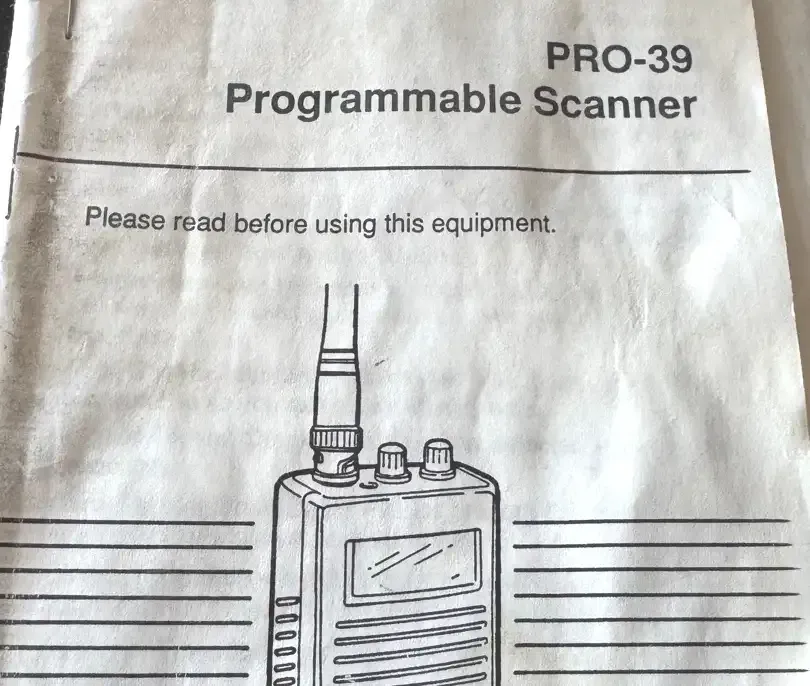 PRO-39
Programmable Scanner
Please read before using this equipment.